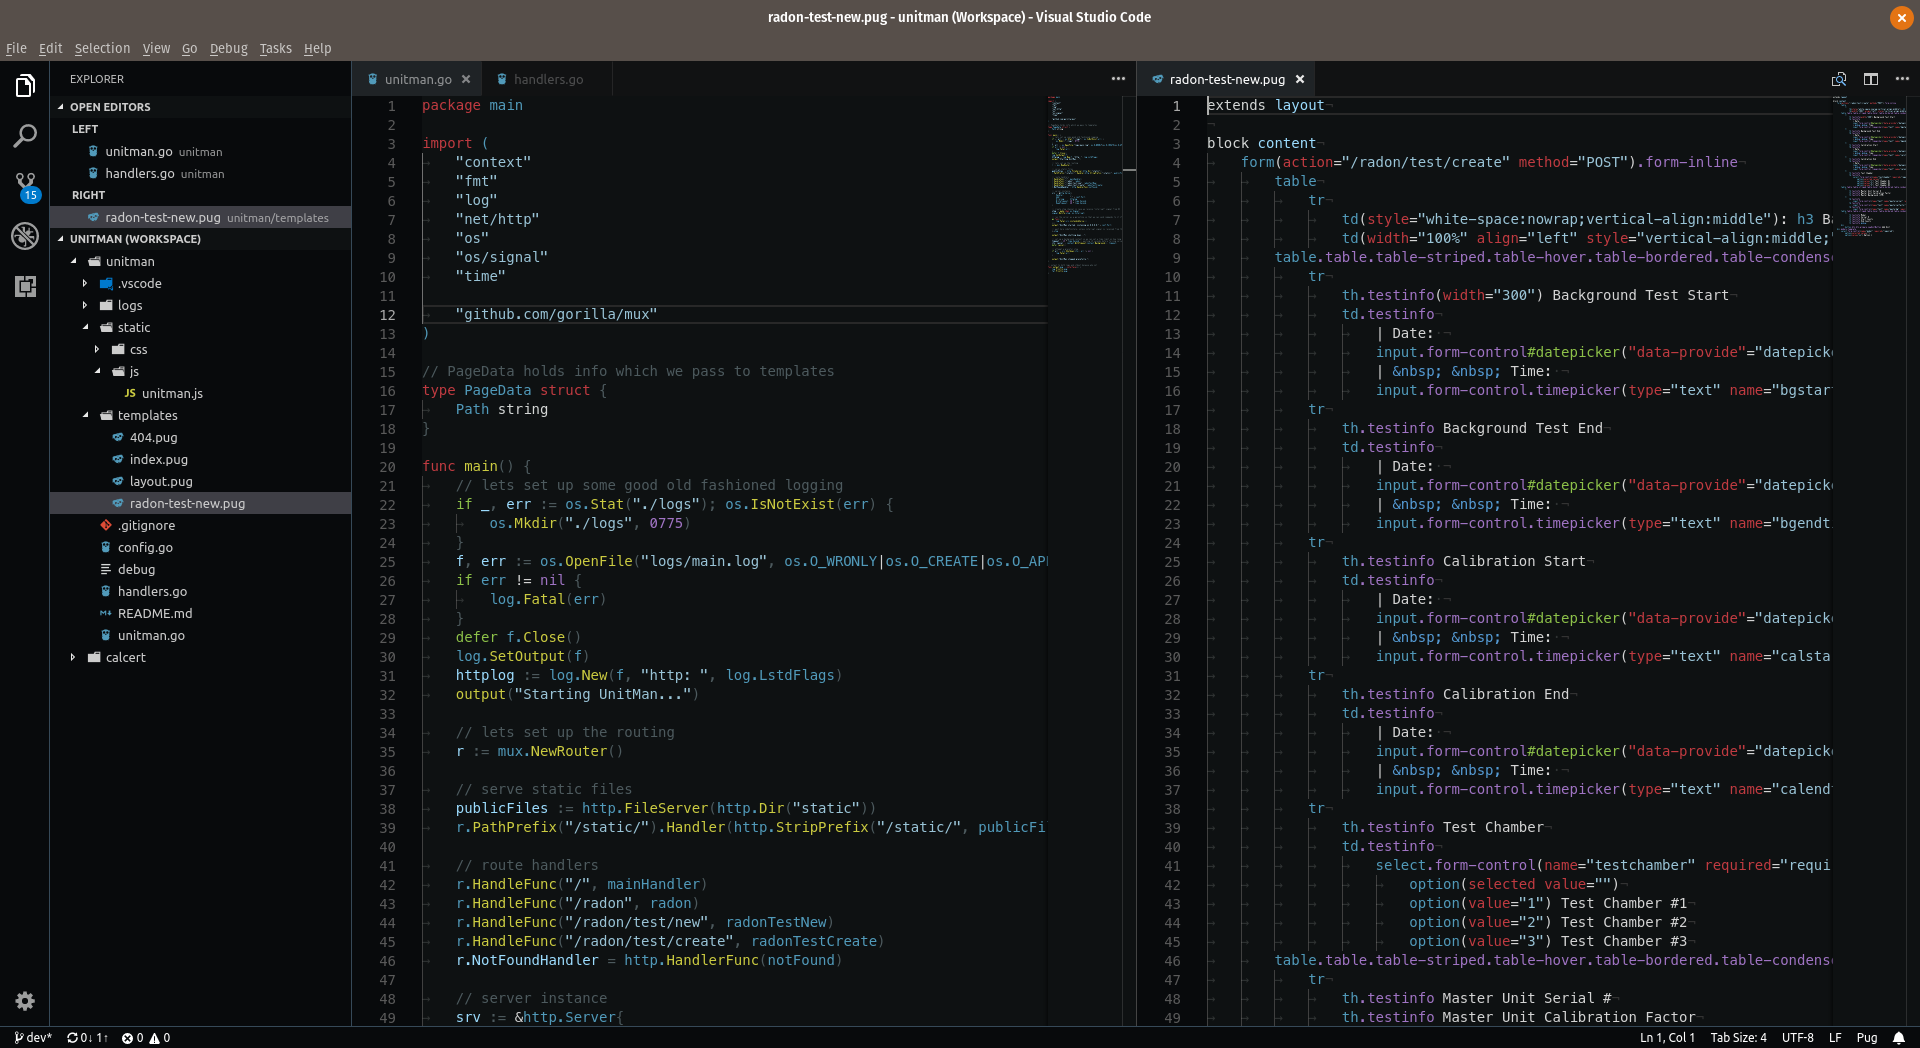 radon-test-new.pug - unitman (Workspace) - Visual Studio Code
File Edit Selection View Go Debug Tasks Help
EXPLORER
OPEN EDITORS
LEFT
unitman.go unitman
handlers.go unitman
RIGHT
radon-test-new.pug unitman/templates
UNITMAN (WORKSPACE)
unitman
.vscode
logs
static
css
js
JS unitman.js
templates
404.pug
index.pug
layout.pug
radon-test-new.pug
.gitignore
config.go
debug
handlers.go
README.md
unitman.go
calcert
15
unitman.go × handlers.go
1 package main
2
3 import (
4 "context"
5 "fmt"
6 "log"
7 "net/http"
8 "os"
9 "os/signal"
10 "time"
11
12 "github.com/gorilla/mux"
13 )
14
15 // PageData holds info which we pass to templates
16 type PageData struct {
17 Path string
18 }
19
20 func main() {
21 // lets set up some good old fashioned logging
22 if _, err := os.Stat("./logs"); os.IsNotExist(err) {
23 os.Mkdir("./logs", 0775)
24 }
25 f, err := os.OpenFile("logs/main.log", os.O_WRONLY|os.O_CREATE|os.O_AP
26 if err != nil {
27 log.Fatal(err)
28 }
29 defer f.Close()
30 log.SetOutput(f)
31 httplog := log.New(f, "http: ", log.LstdFlags)
32 output("Starting UnitMan...")
33
34 // lets set up the routing
35 r := mux.NewRouter()
36
37 // serve static files
38 publicFiles := http.FileServer(http.Dir("static"))
39 r.PathPrefix("/static/").Handler(http.StripPrefix("/static/", publicFi
40
41 // route handlers
42 r.HandleFunc("/", mainHandler)
43 r.HandleFunc("/radon", radon)
44 r.HandleFunc("/radon/test/new", radonTestNew)
45 r.HandleFunc("/radon/test/create", radonTestCreate)
46 r.NotFoundHandler = http.HandlerFunc(notFound)
47
48 // server instance
49 srv := &http.Server{
radon-test-new.pug ×
1 extends layout
2
3 block content
4 form(action="/radon/test/create" method="POST").form-inline
5 table
6 tr
7 td(style="white-space:nowrap;vertical-align:middle"): h3 Ba
8 td(width="100%" align="left" style="vertical-align:middle;
9 table.table.table-striped.table-hover.table-bordered.table-condens
10 tr
11 th.testinfo(width="300") Background Test Start
12 td.testinfo
13 | Date:
14 input.form-control#datepicker("data-provide"="datepick
15 | &nbsp; &nbsp; Time:
16 input.form-control.timepicker(type="text" name="bgstar
17 tr
18 th.testinfo Background Test End
19 td.testinfo
20 | Date:
21 input.form-control#datepicker("data-provide"="datepick
22 | &nbsp; &nbsp; Time:
23 input.form-control.timepicker(type="text" name="bgendt
24 tr
25 th.testinfo Calibration Start
26 td.testinfo
27 | Date:
28 input.form-control#datepicker("data-provide"="datepick
29 | &nbsp; &nbsp; Time:
30 input.form-control.timepicker(type="text" name="calsta
31 tr
32 th.testinfo Calibration End
33 td.testinfo
34 | Date:
35 input.form-control#datepicker("data-provide"="datepick
36 | &nbsp; &nbsp; Time:
37 input.form-control.timepicker(type="text" name="calend
38 tr
39 th.testinfo Test Chamber
40 td.testinfo
41 select.form-control(name="testchamber" required="requi
42 option(selected value="")
43 option(value="1") Test Chamber #1
44 option(value="2") Test Chamber #2
45 option(value="3") Test Chamber #3
46 table.table.table-striped.table-hover.table-bordered.table-condens
47 tr
48 th.testinfo Master Unit Serial #
49 th.testinfo Master Unit Calibration Factor
dev* 0↓ 1↑ 0 0
Ln 1, Col 1 Tab Size: 4 UTF-8 LF Pug